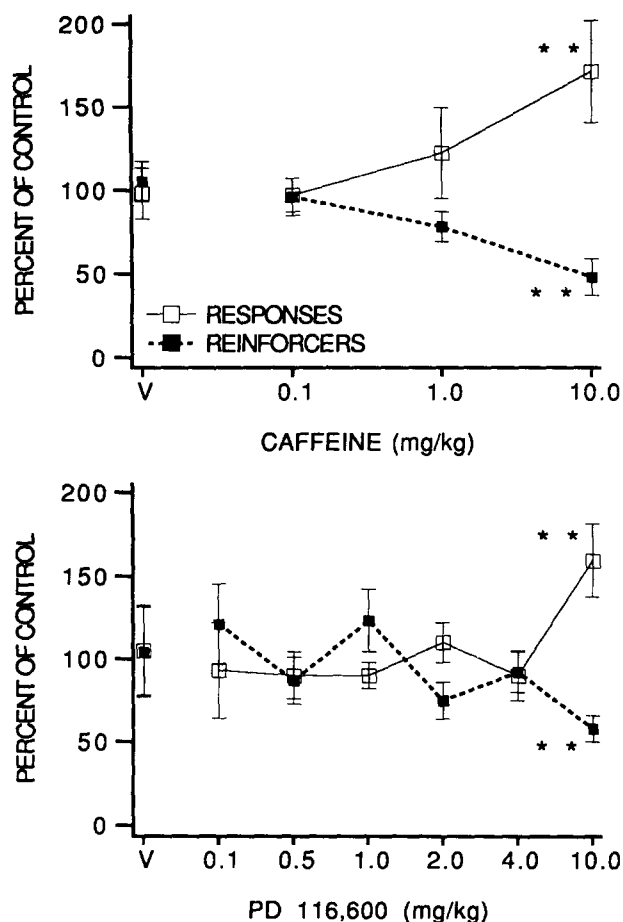 200
* *
150
PERCENT OF CONTROL
100
50
* *
RESPONSES
REINFORCERS
0
V 0.1 1.0 10.0
CAFFEINE (mg/kg)
200
* *
150
PERCENT OF CONTROL
100
50
* *
0
V 0.1 0.5 1.0 2.0 4.0 10.0
PD 116,600 (mg/kg)